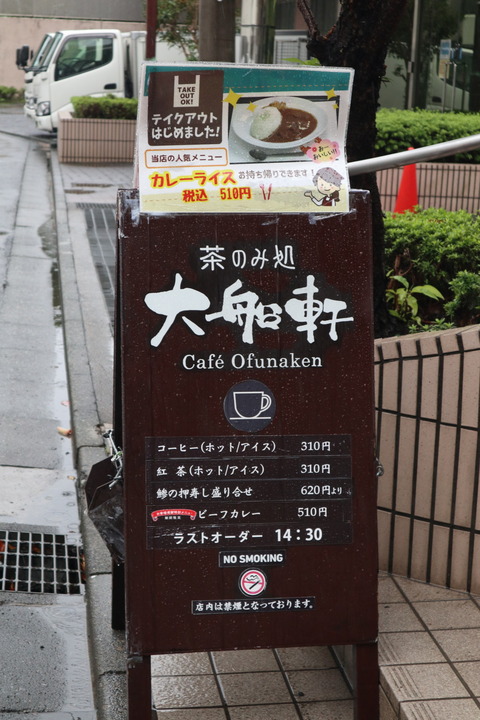 TAKE
OUT
OK!
テイクアウト
はじめました!
当店の人気メニュー
カレーライス お持ち帰りできます!
税込 510円
おいしい!!
茶のみ処
大船軒
Café Ofunaken
コーヒー(ホット/アイス) 310円
紅 茶(ホット/アイス) 310円
鯵の押寿し盛り合せ 620円より
ビーフカレー 510円
ラストオーダー 14:30
NO SMOKING
店内は禁煙となっております。